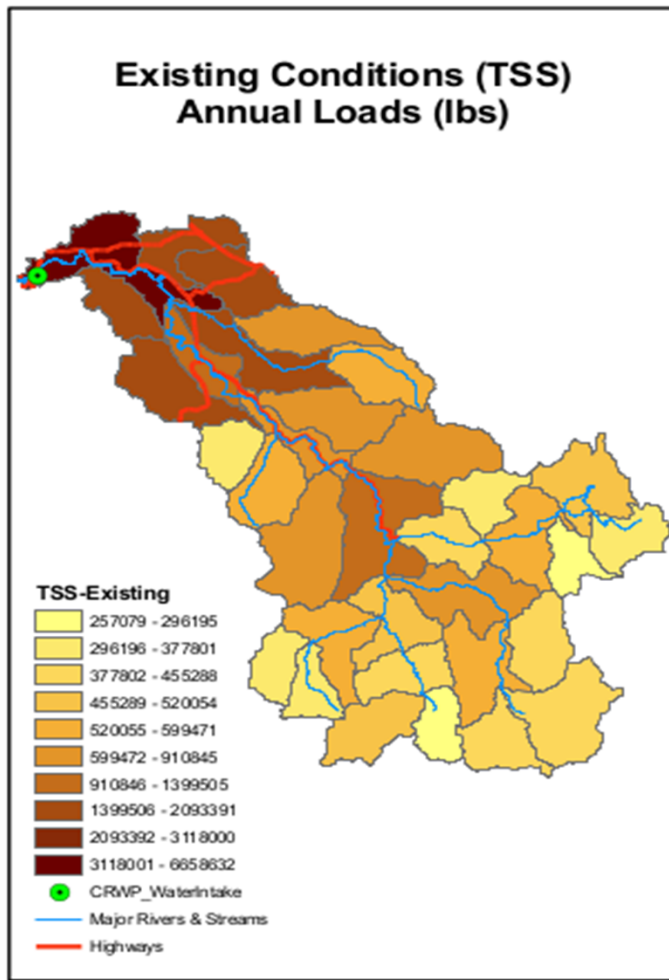 Existing Conditions (TSS)
Annual Loads (lbs)
TSS-Existing
257079 - 296195
296196 - 377801
377802 - 455288
455289 - 520054
520055 - 599471
599472 - 910845
910846 - 1399505
1399506 - 2093391
2093392 - 3118000
3118001 - 6658632
CRWP_WaterIntake
Major Rivers & Streams
Highways